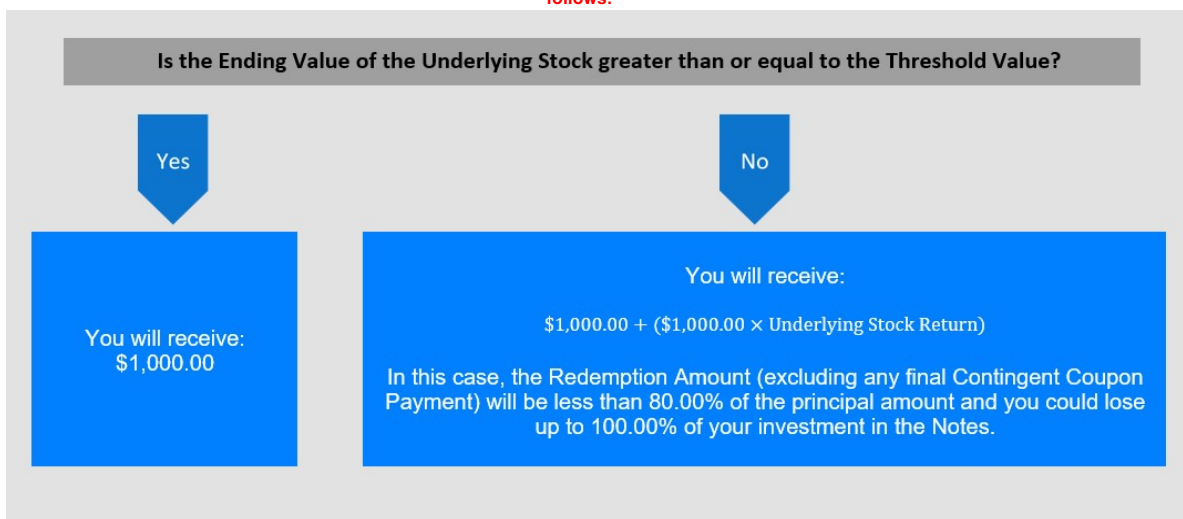 follows:
Is the Ending Value of the Underlying Stock greater than or equal to the Threshold Value?
Yes
No
You will receive:
$1,000.00
You will receive:
$1,000.00 + ($1,000.00 × Underlying Stock Return)
In this case, the Redemption Amount (excluding any final Contingent Coupon
Payment) will be less than 80.00% of the principal amount and you could lose
up to 100.00% of your investment in the Notes.